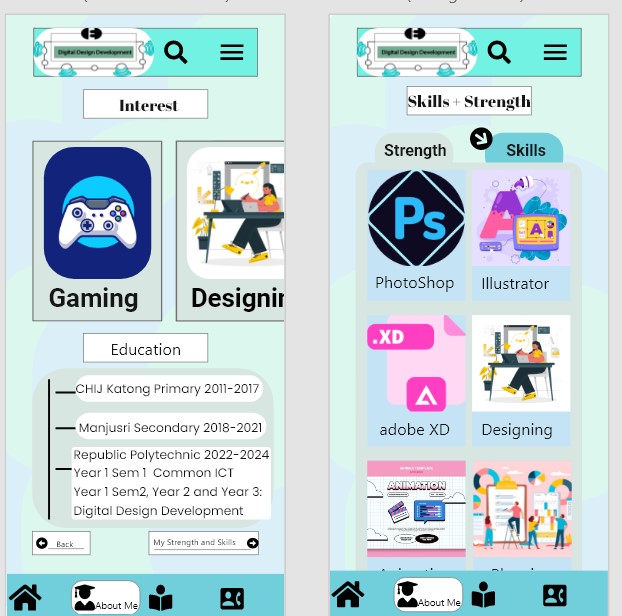 Digital Design Development
Interest
Gaming
Designin
Education
CHIJ Katong Primary 2011-2017
Manjusri Secondary 2018-2021
Republic Polytechnic 2022-2024
Year 1 Sem 1 Common ICT
Year 1 Sem2, Year 2 and Year 3:
Digital Design Development
Back
My Strength and Skills
About Me
Digital Design Development
Skills + Strength
Strength
Skills
Ps
PhotoShop
A
A
Illustrator
.XD
adobe XD
Designing
ANIMATION
About Me